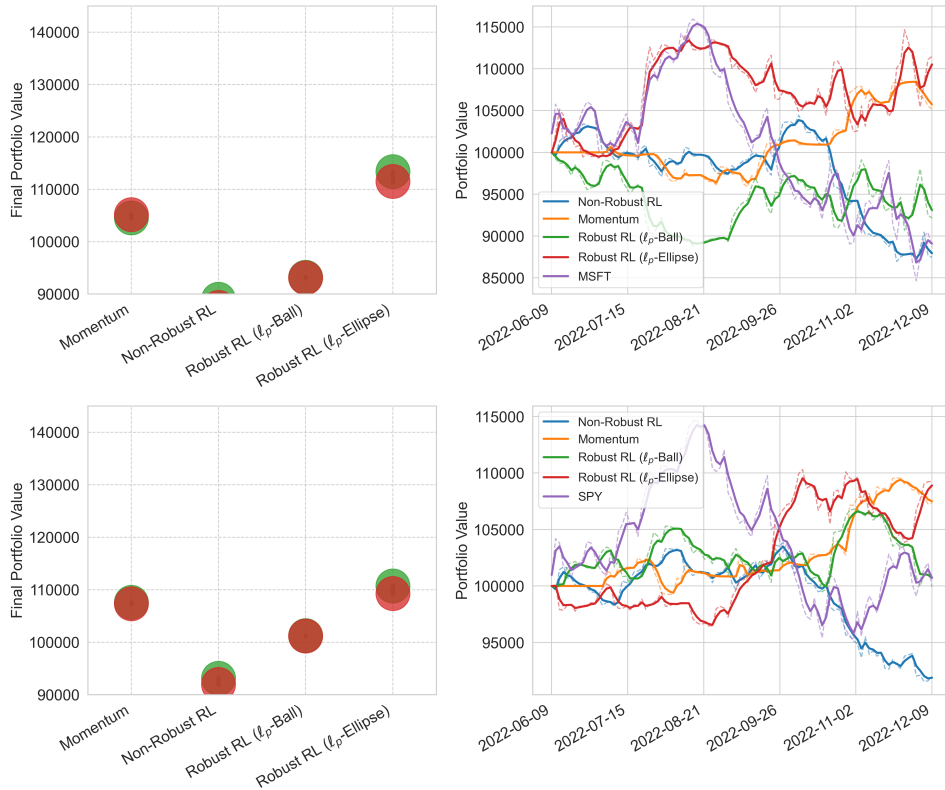 Final Portfolio Value
140000
130000
120000
110000
100000
90000
Momentum
Non-Robust RL
Robust RL (ℓp-Ball)
Robust RL (ℓp-Ellipse)
Portfolio Value
115000
110000
105000
100000
95000
90000
85000
Non-Robust RL
Momentum
Robust RL (ℓp-Ball)
Robust RL (ℓp-Ellipse)
MSFT
2022-06-09
2022-07-15
2022-08-21
2022-09-26
2022-11-02
2022-12-09
Final Portfolio Value
140000
130000
120000
110000
100000
90000
Momentum
Non-Robust RL
Robust RL (ℓp-Ball)
Robust RL (ℓp-Ellipse)
Portfolio Value
115000
110000
105000
100000
95000
Non-Robust RL
Momentum
Robust RL (ℓp-Ball)
Robust RL (ℓp-Ellipse)
SPY
2022-06-09
2022-07-15
2022-08-21
2022-09-26
2022-11-02
2022-12-09